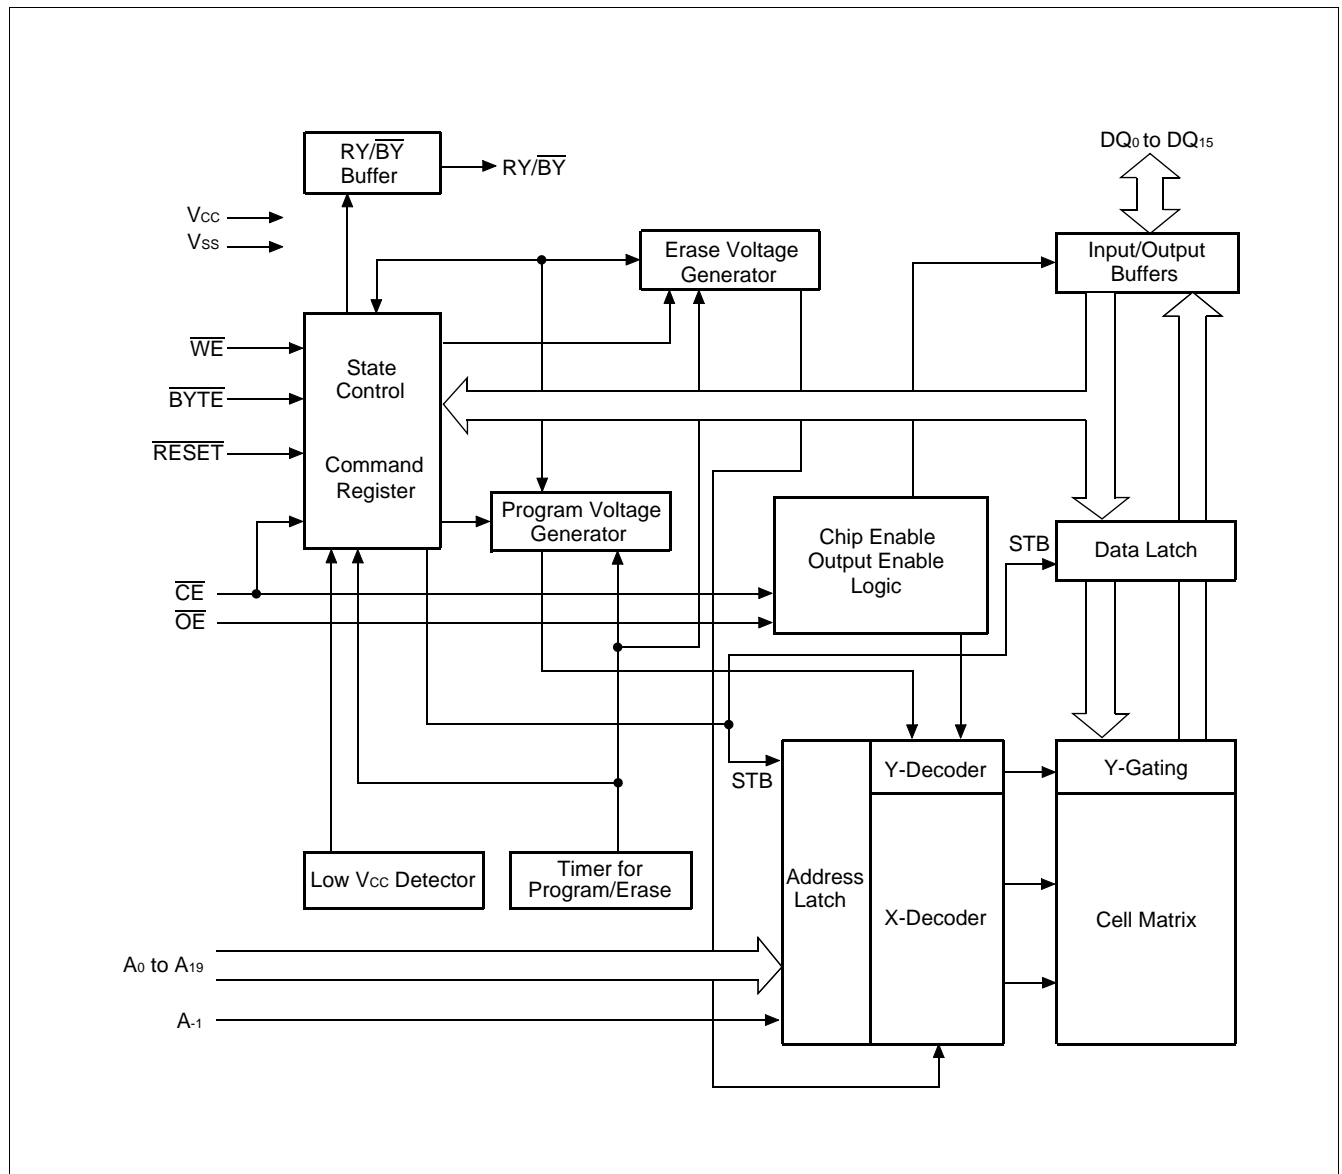 RY/BY
Buffer
RY/BY
DQ0 to DQ15
VCC
VSS
Erase Voltage
Generator
Input/Output
Buffers
WE
BYTE
RESET
State
Control
Command
Register
Program Voltage
Generator
Chip Enable
Output Enable
Logic
STB
Data Latch
CE
OE
STB
Y-Decoder
Y-Gating
Low VCC Detector
Timer for
Program/Erase
Address
Latch
X-Decoder
Cell Matrix
A0 to A19
A-1